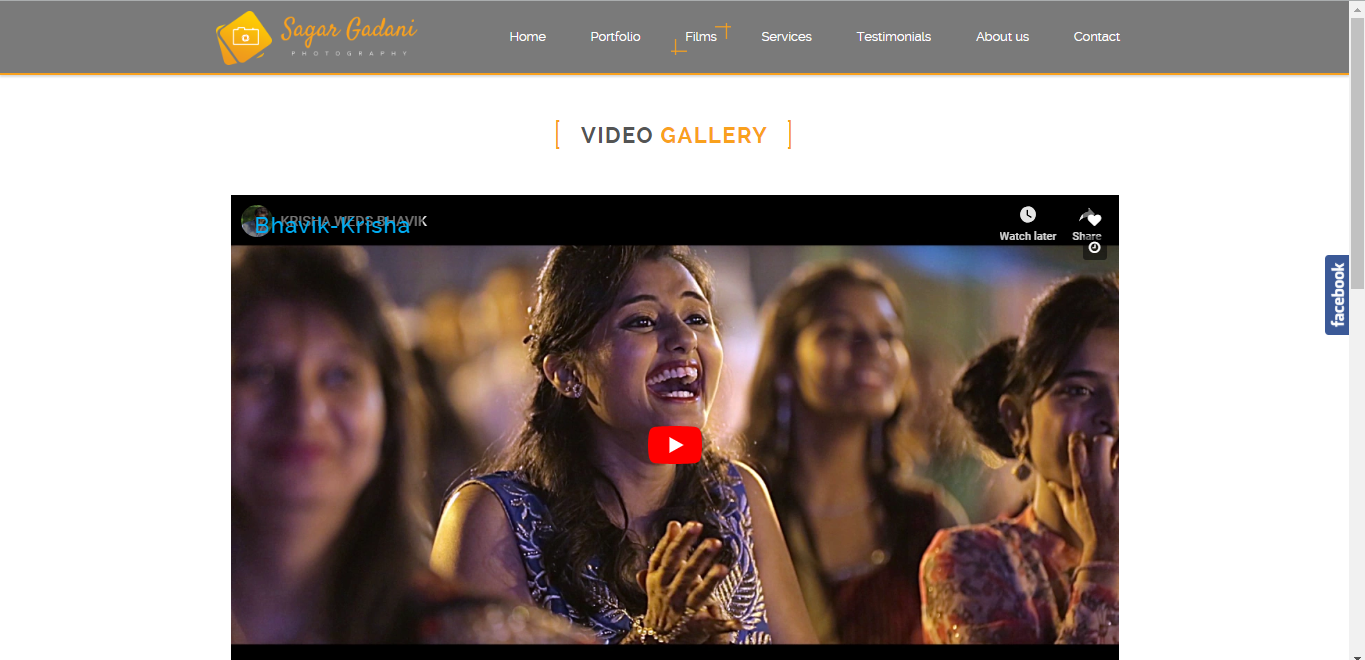 Sagar Gadani
PHOTOGRAPHY
Home Portfolio Films Services Testimonials About us Contact
VIDEO GALLERY
KRISHA WEDS BHAVIK
Bhavik-Krisha
Watch later Share
facebook